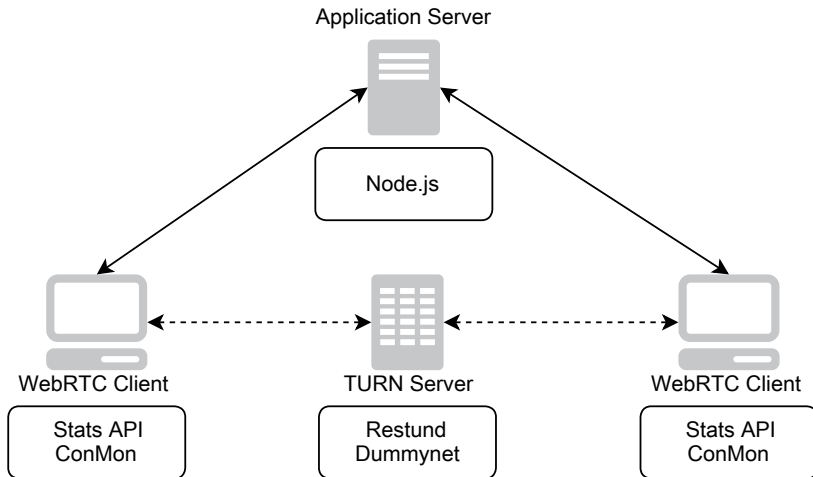 Application Server
Node.js
WebRTC Client
TURN Server
WebRTC Client
Stats API
ConMon
Restund
Dummynet
Stats API
ConMon